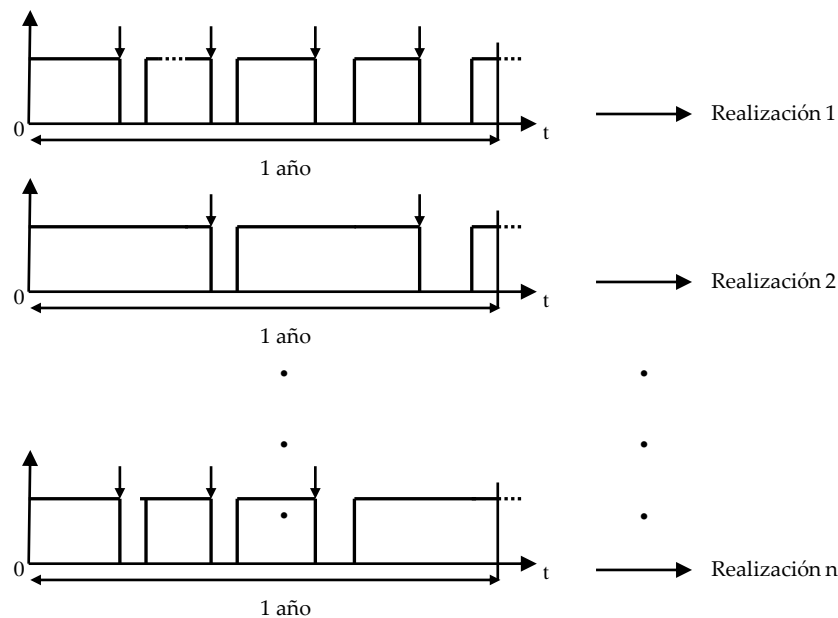 0
t
Realización 1
1 año
0
t
Realización 2
1 año
0
t
Realización n
1 año